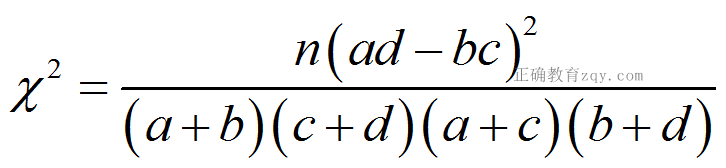 χ² = n(ad − bc)² / (a + b)(c + d)(a + c)(b + d)
正确教育zqy.com